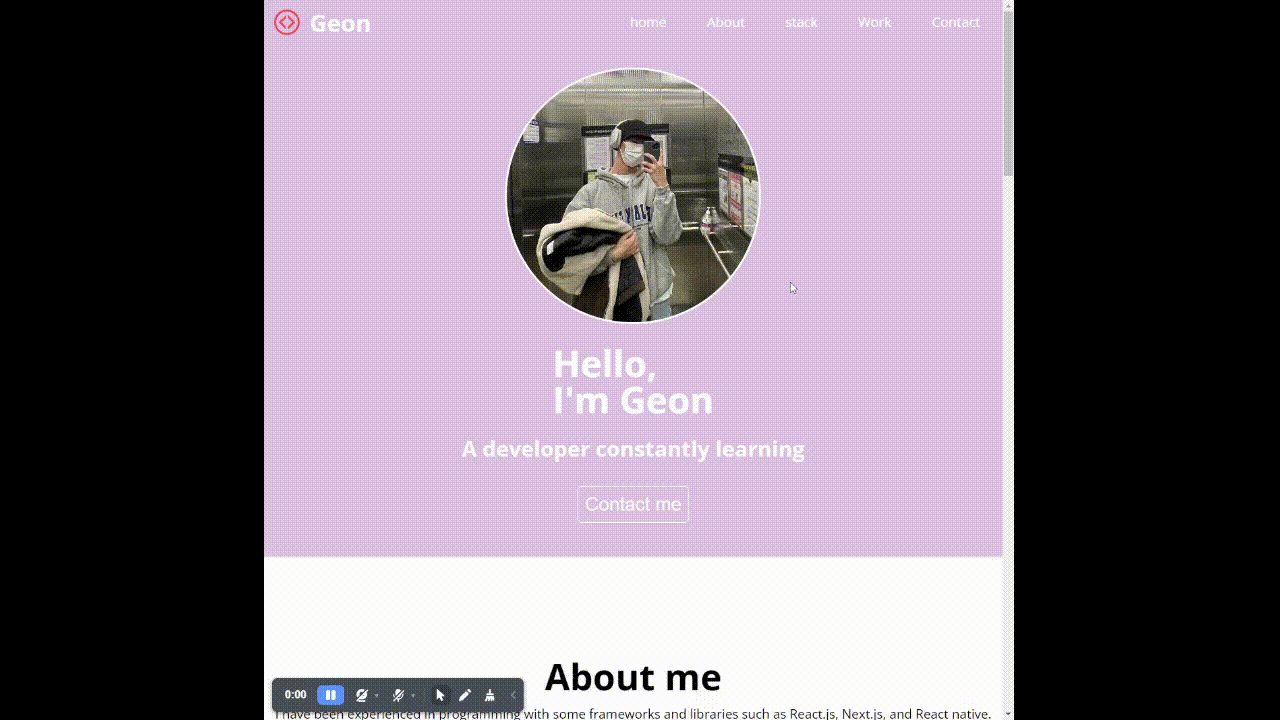 Geon
home About stack Work Contact
Hello,
I'm Geon
A developer constantly learning
Contact me
About me
0:00
I have been experienced in programming with some frameworks and libraries such as React.js, Next.js, and React native.